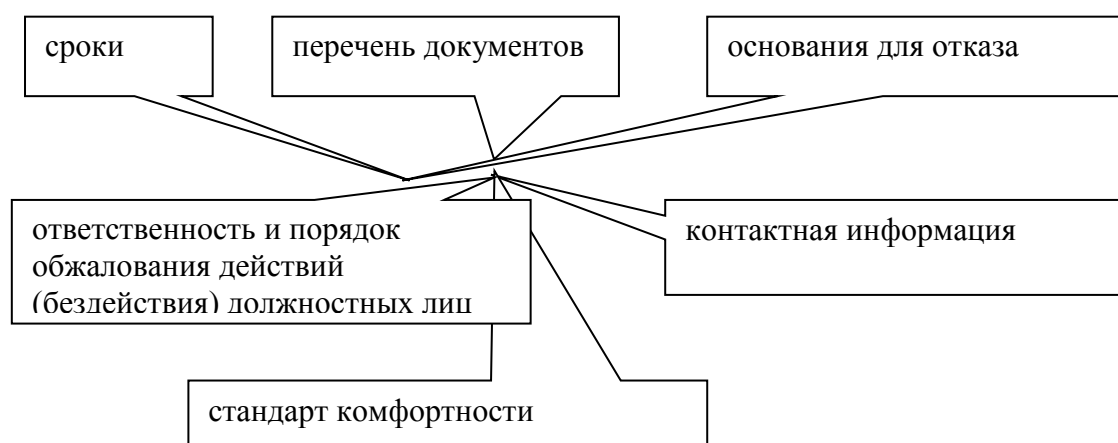 сроки
перечень документов
основания для отказа
ответственность и порядок
обжалования действий
(бездействия) должностных лиц
контактная информация
стандарт комфортности